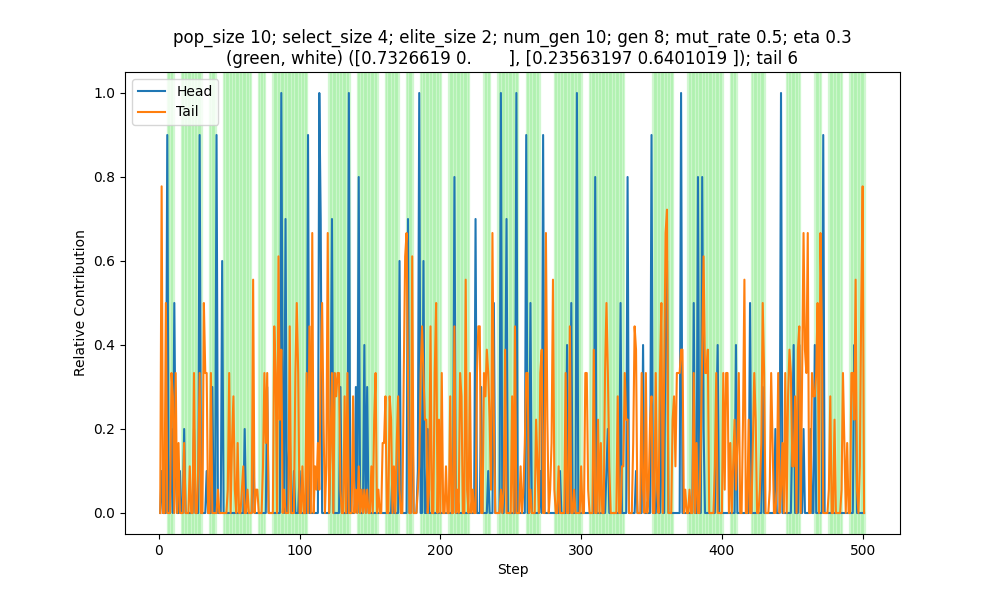 pop_size 10; select_size 4; elite_size 2; num_gen 10; gen 8; mut_rate 0.5; eta 0.3
(green, white) ([0.7326619 0.       ], [0.23563197 0.6401019 ]); tail 6
Head
Tail
1.0
0.8
0.6
0.4
0.2
0.0
Relative Contribution
0
100
200
300
400
500
Step